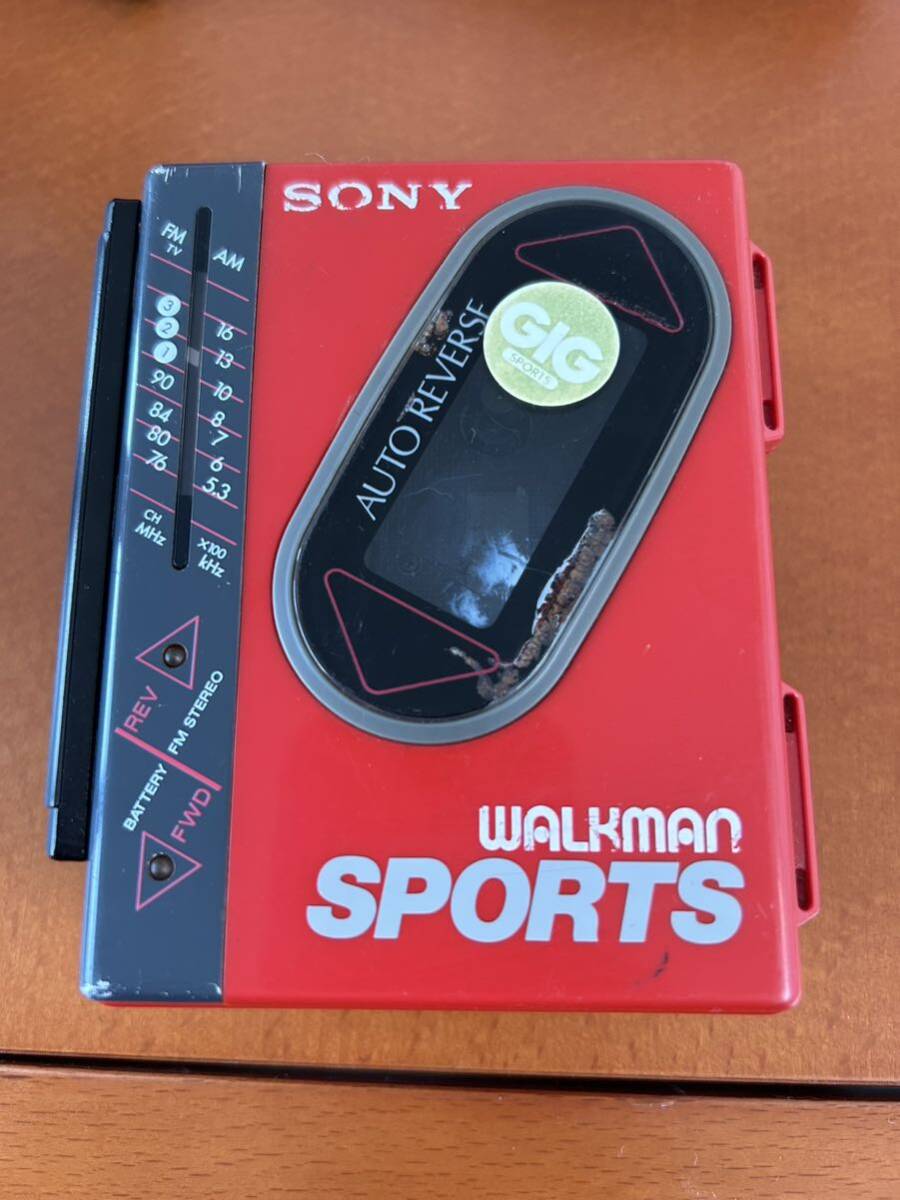 SONY
FM AM
TV
3
2 16
1 13
90 10
84 8
80 7
76 6
5.3
CH
MHz
×100
kHz
AUTO REVERSE
GIG
SPORTS
REV
FM STEREO
BATTERY
FWD
WALKMAN
SPORTS